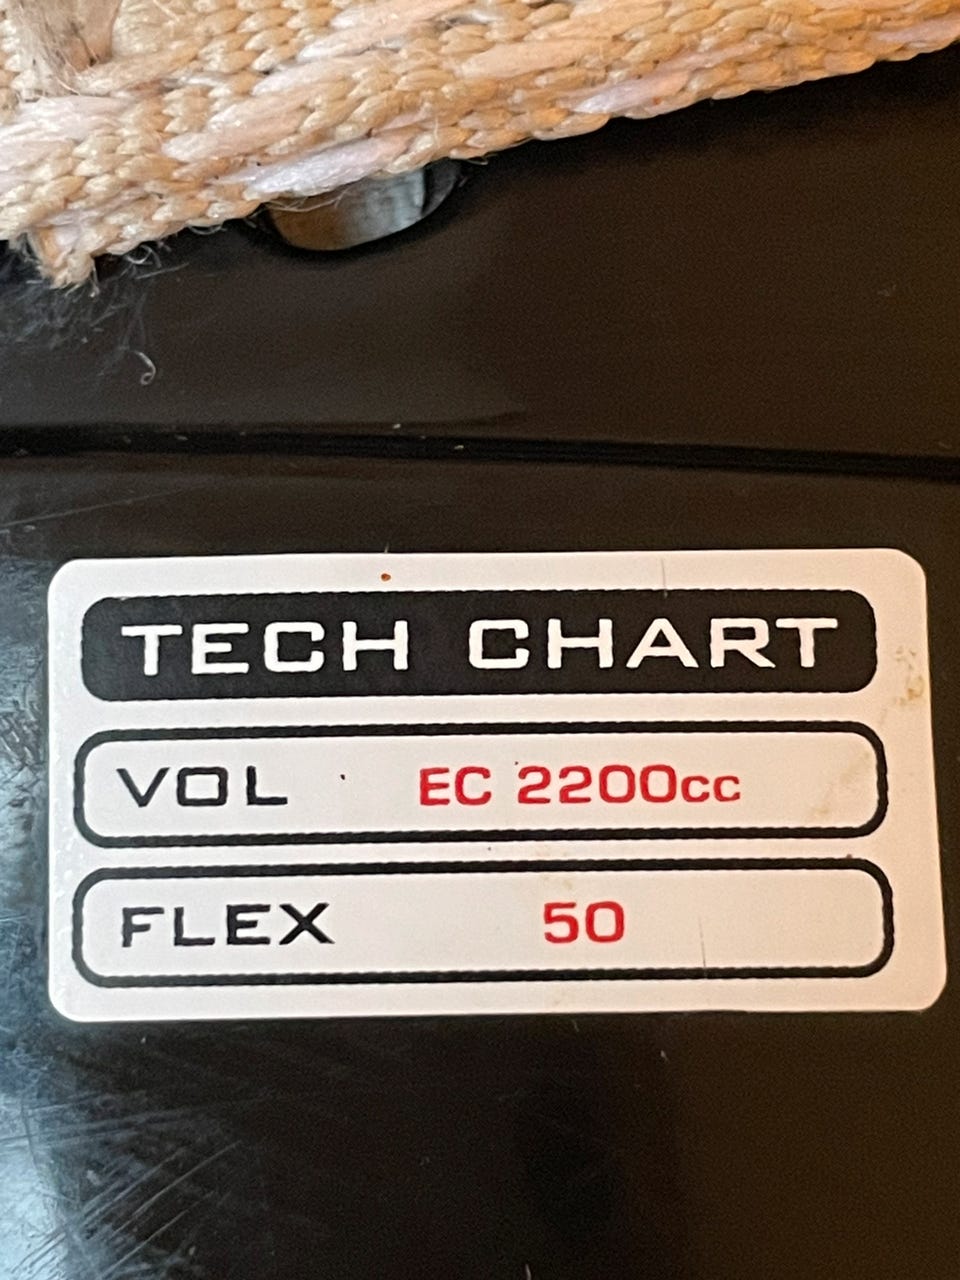 TECH CHART
VOL EC 2200cc
FLEX 50